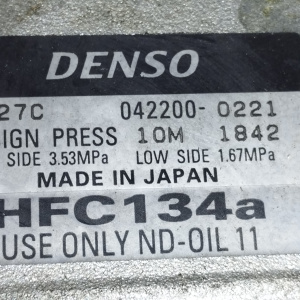 DENSO
27C 042200-0221
SIGN PRESS 10M 1842
SIDE 3.53MPa LOW SIDE 1.67MPa
MADE IN JAPAN
HFC134a
USE ONLY ND-OIL 11